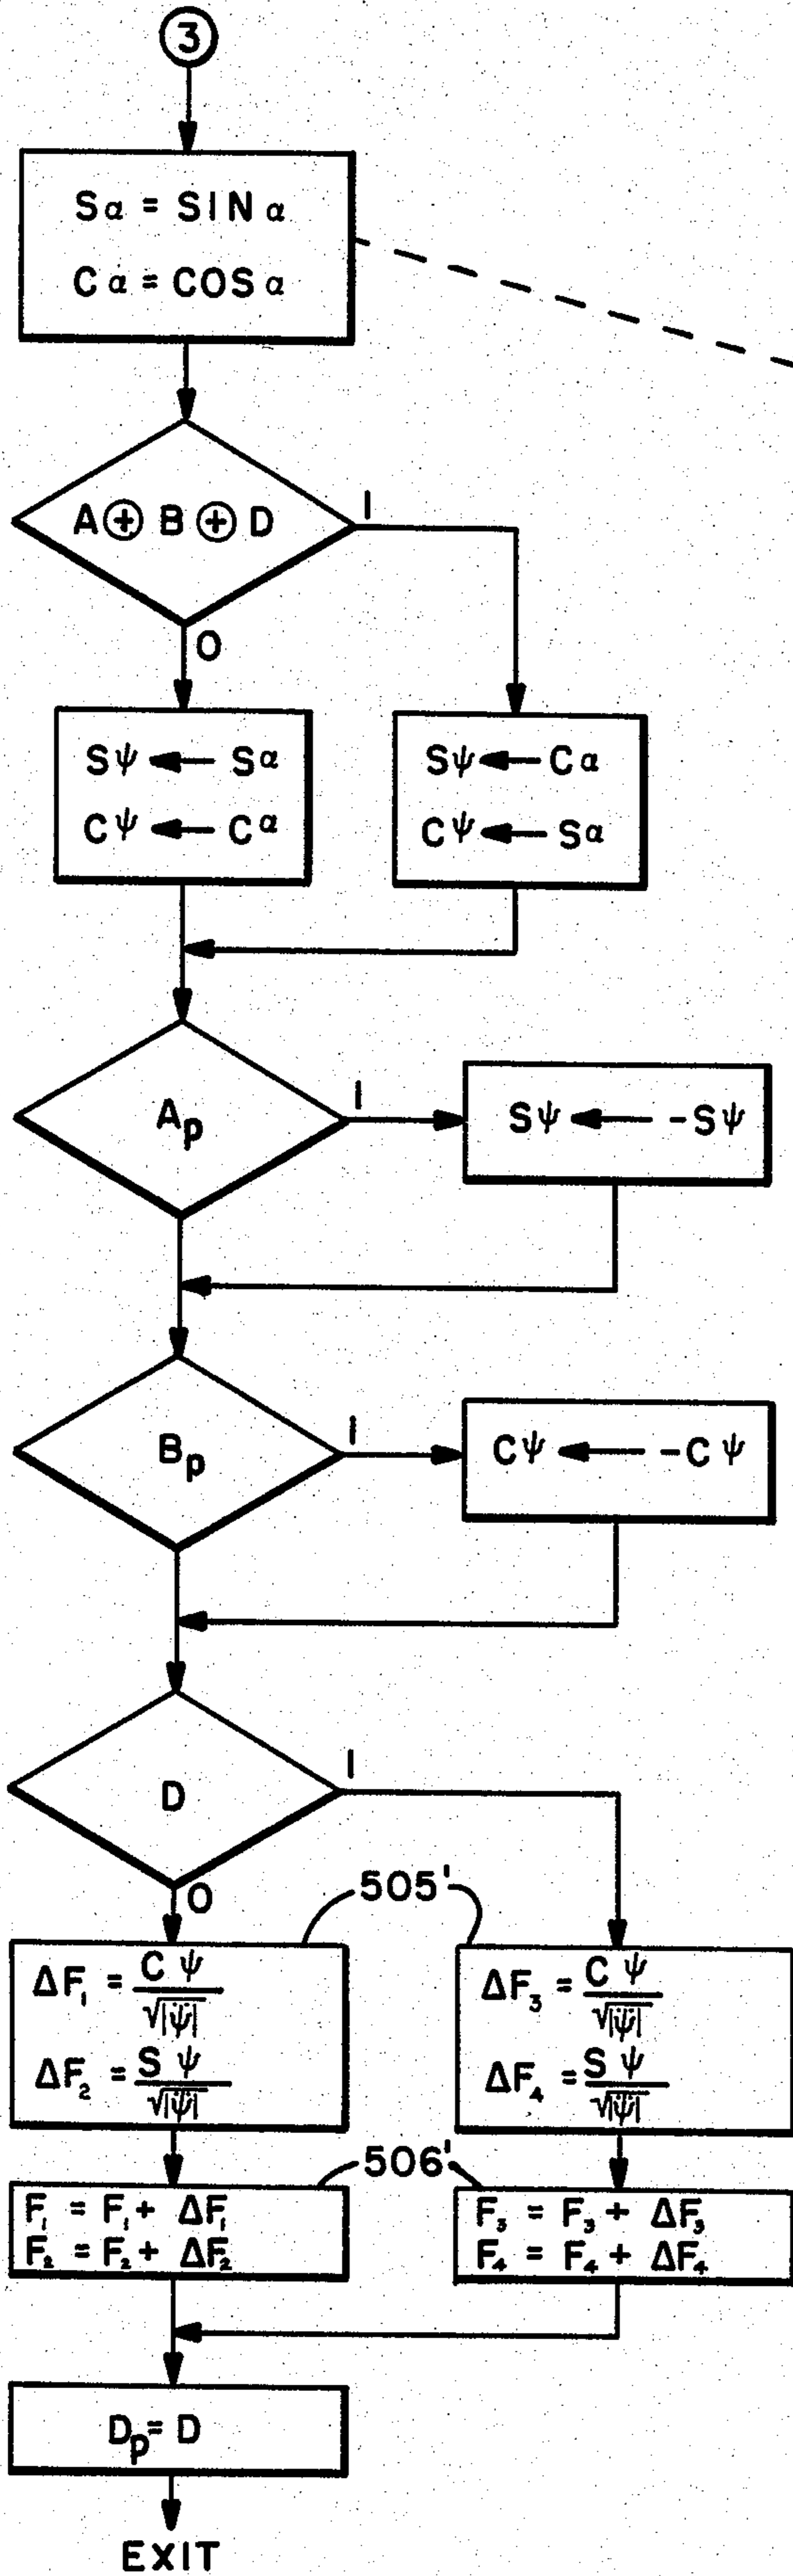 3
Sα = SIN α
Cα = COS α
A ⊕ B ⊕ D
1
0
Sψ ← Sα
Cψ ← Cα
Sψ ← Cα
Cψ ← Sα
Ap
1
Sψ ← -Sψ
Bp
1
Cψ ← -Cψ
D
1
0
505'
ΔF₁ = Cψ / √|ψ̈|
ΔF₂ = Sψ / √|ψ̈|
ΔF₃ = Cψ / √|ψ̈|
ΔF₄ = Sψ / √|ψ̈|
506'
F₁ = F₁ + ΔF₁
F₂ = F₂ + ΔF₂
F₃ = F₃ + ΔF₃
F₄ = F₄ + ΔF₄
Dp = D
EXIT